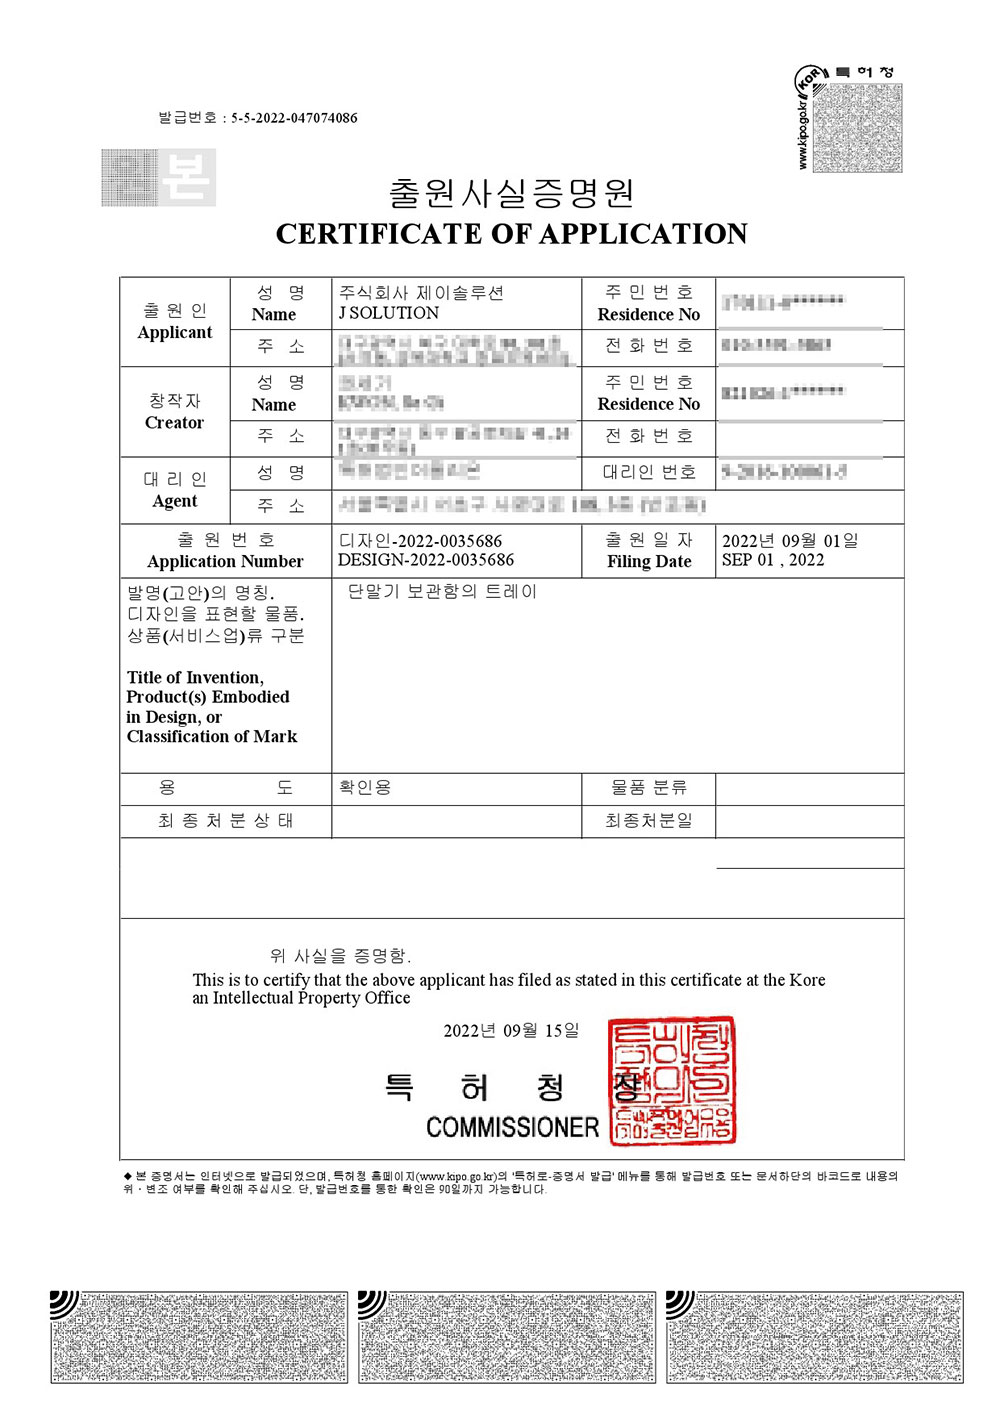 특허청
KOR
www.kipo.go.kr
발급번호 : 5-5-2022-047074086
원본
출원사실증명원
CERTIFICATE OF APPLICATION
출 원 인
Applicant
성 명
Name
주식회사 제이솔루션
J SOLUTION
주 민 번 호
Residence No
주 소
전 화 번 호
창작자
Creator
성 명
Name
주 민 번 호
Residence No
주 소
전 화 번 호
대 리 인
Agent
성 명
대리인 번호
주 소
출 원 번 호
Application Number
디자인-2022-0035686
DESIGN-2022-0035686
출 원 일 자
Filing Date
2022년 09월 01일
SEP 01 , 2022
발명(고안)의 명칭.
디자인을 표현할 물품.
상품(서비스업)류 구분
Title of Invention,
Product(s) Embodied
in Design, or
Classification of Mark
단말기 보관함의 트레이
용 도
확인용
물품 분류
최 종 처 분 상 태
최종처분일
위 사실을 증명함.
This is to certify that the above applicant has filed as stated in this certificate at the Kore
an Intellectual Property Office
2022년 09월 15일
특 허 청 장
COMMISSIONER
◆ 본 증명서는 인터넷으로 발급되었으며, 특허청 홈페이지(www.kipo.go.kr)의 '특허로-증명서 발급' 메뉴를 통해 발급번호 또는 문서하단의 바코드로 내용의
위ㆍ변조 여부를 확인해 주십시오. 단, 발급번호를 통한 확인은 90일까지 가능합니다.